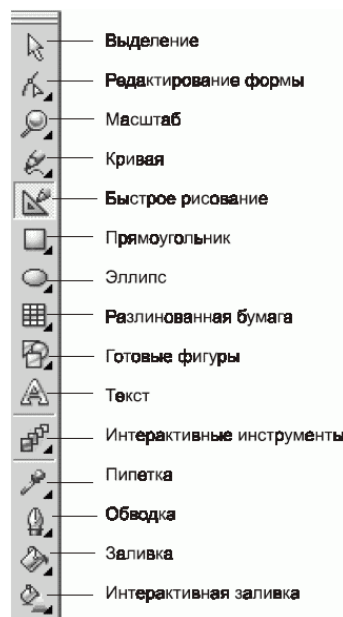 Выделение
Редактирование формы
Масштаб
Кривая
Быстрое рисование
Прямоугольник
Эллипс
Разлинованная бумага
Готовые фигуры
Текст
Интерактивные инструменты
Пипетка
Обводка
Заливка
Интерактивная заливка